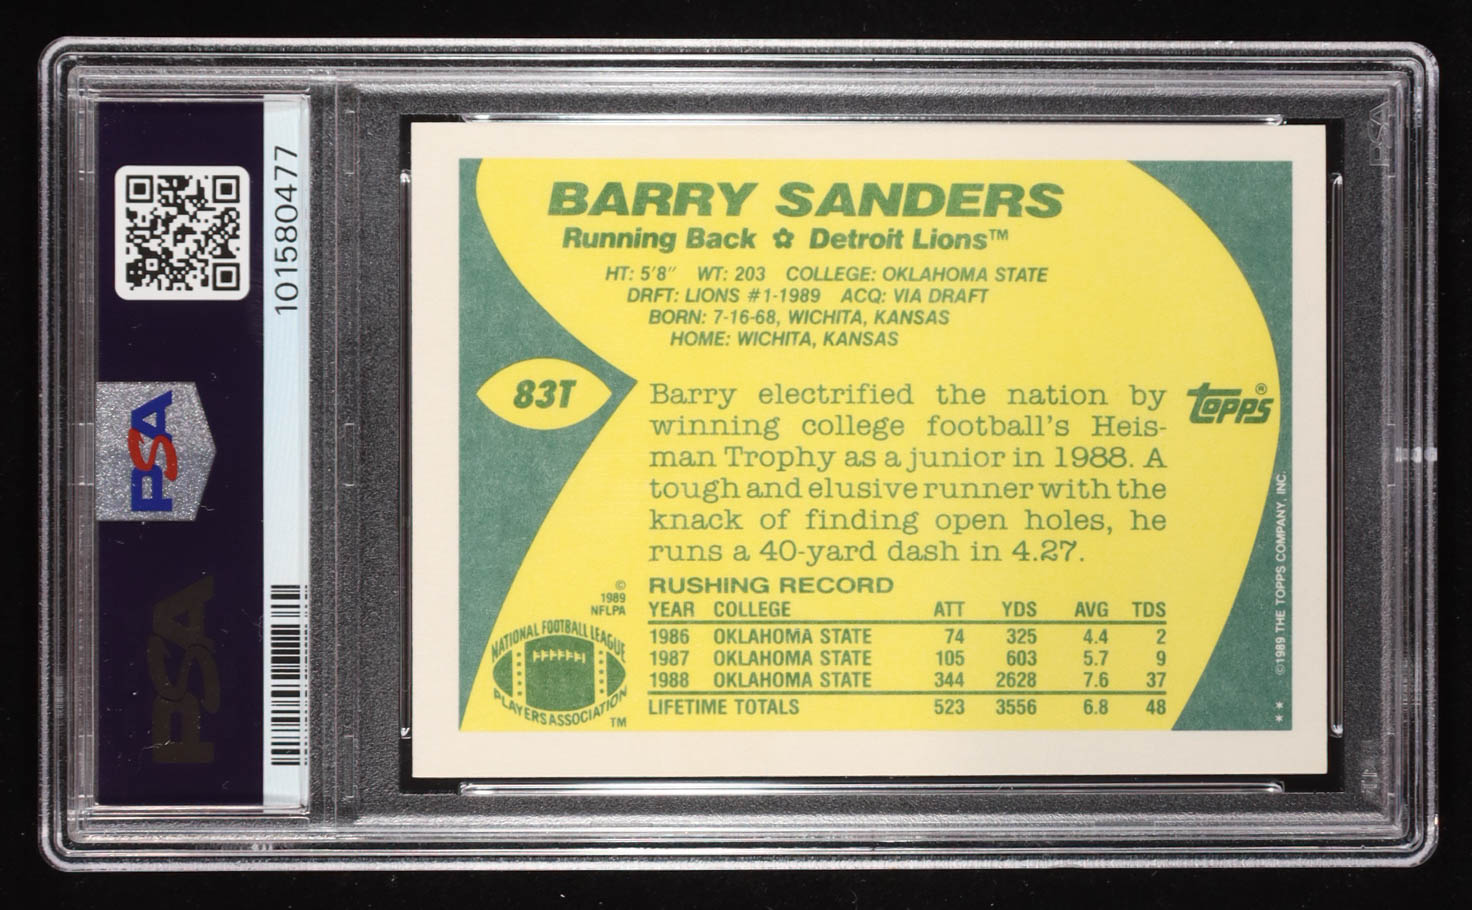 BARRY SANDERS
Running Back ✿ Detroit Lions™
HT: 5'8" WT: 203 COLLEGE: OKLAHOMA STATE
DRFT: LIONS #1-1989 ACQ: VIA DRAFT
BORN: 7-16-68, WICHITA, KANSAS
HOME: WICHITA, KANSAS
83T
Barry electrified the nation by
winning college football's Heis-
man Trophy as a junior in 1988. A
tough and elusive runner with the
knack of finding open holes, he
runs a 40-yard dash in 4.27.
topps®
RUSHING RECORD
YEAR COLLEGE ATT YDS AVG TDS
1986 OKLAHOMA STATE 74 325 4.4 2
1987 OKLAHOMA STATE 105 603 5.7 9
1988 OKLAHOMA STATE 344 2628 7.6 37
LIFETIME TOTALS 523 3556 6.8 48
©
1989
NFLPA
NATIONAL FOOTBALL LEAGUE
PLAYERS ASSOCIATION
TM
©1989 THE TOPPS COMPANY, INC.
**
101580477
PSA
PSA
PSA